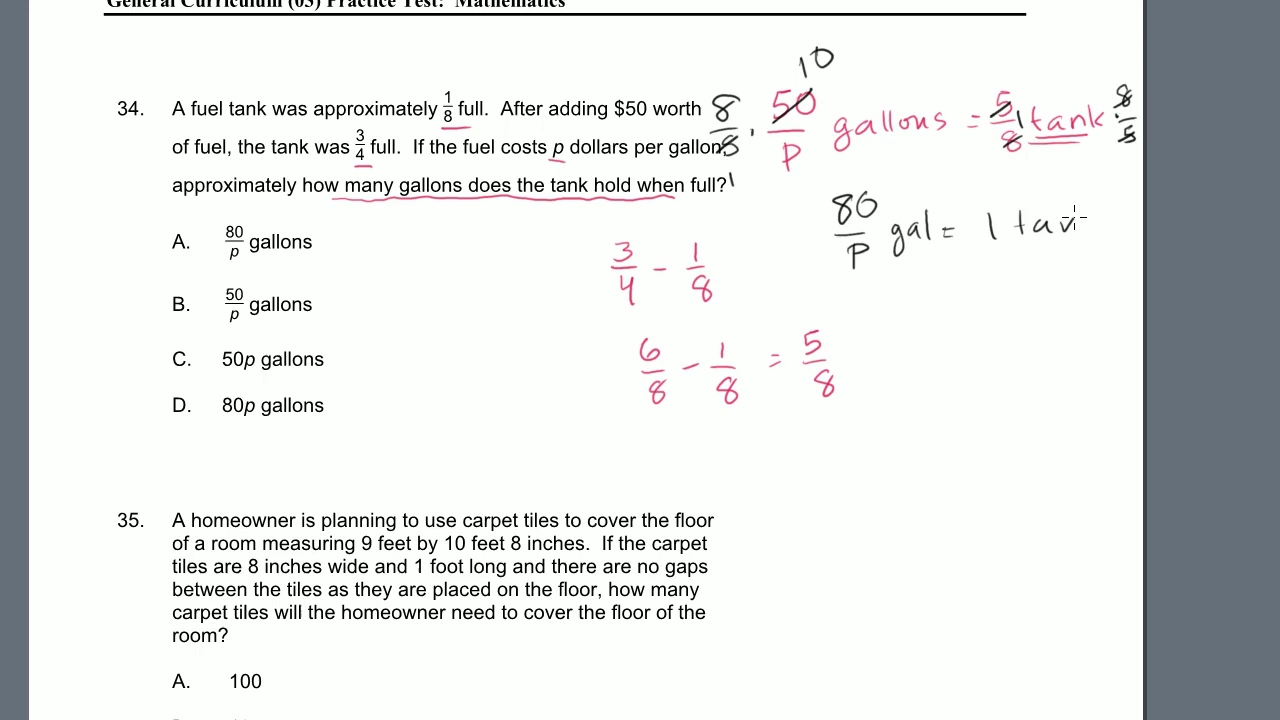 General Curriculum (03) Practice Test: Mathematics
34. A fuel tank was approximately 1/8 full. After adding $50 worth
of fuel, the tank was 3/4 full. If the fuel costs p dollars per gallon,
approximately how many gallons does the tank hold when full?
A. 80/p gallons
B. 50/p gallons
C. 50p gallons
D. 80p gallons
10
8/5 · 50/P gallons = 5/8 tank · 8/5
1
1
80/P gal = 1 tan
3/4 - 1/8
6/8 - 1/8 = 5/8
35. A homeowner is planning to use carpet tiles to cover the floor
of a room measuring 9 feet by 10 feet 8 inches. If the carpet
tiles are 8 inches wide and 1 foot long and there are no gaps
between the tiles as they are placed on the floor, how many
carpet tiles will the homeowner need to cover the floor of the
room?
A. 100